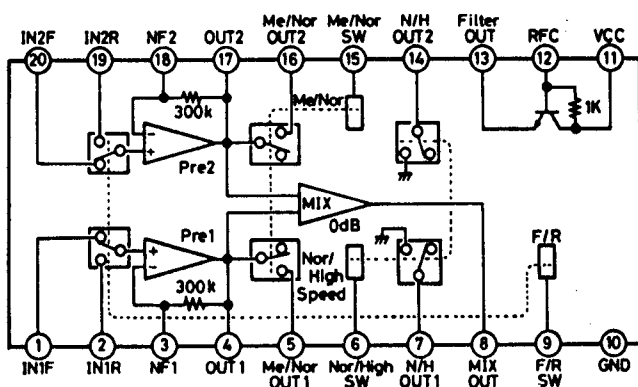 IN2F IN2R NF2 OUT2 Me/Nor OUT2 Me/Nor SW N/H OUT2 Filter OUT RFC VCC
20 19 18 17 16 15 14 13 12 11
300k
Me/Nor
1K
Pre2
MIX
0dB
Pre1
300k
Nor/
High
Speed
F/R
1 2 3 4 5 6 7 8 9 10
IN1F IN1R NF1 OUT1 Me/Nor OUT1 Nor/High SW N/H OUT1 MIX OUT F/R SW GND